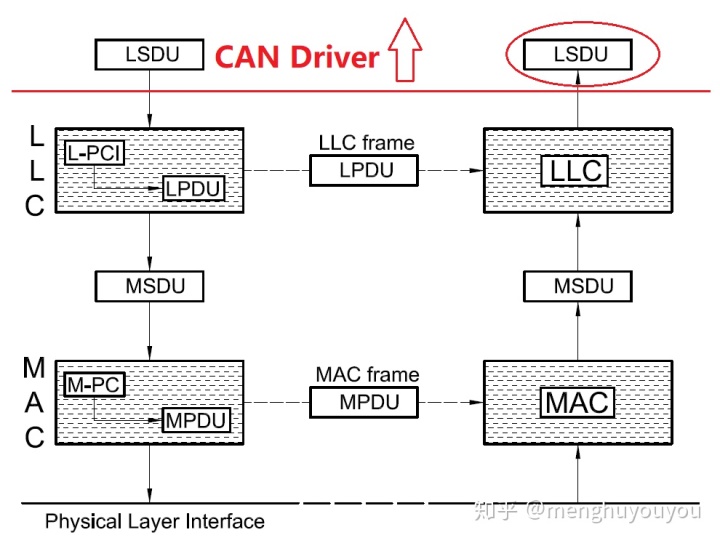 LSDU
CAN Driver
LSDU
L
L
C
L-PCI
LPDU
LLC frame
LPDU
LLC
MSDU
MSDU
M
A
C
M-PC
MPDU
MAC frame
MPDU
MAC
Physical Layer Interface
知乎 @menghuyouyou